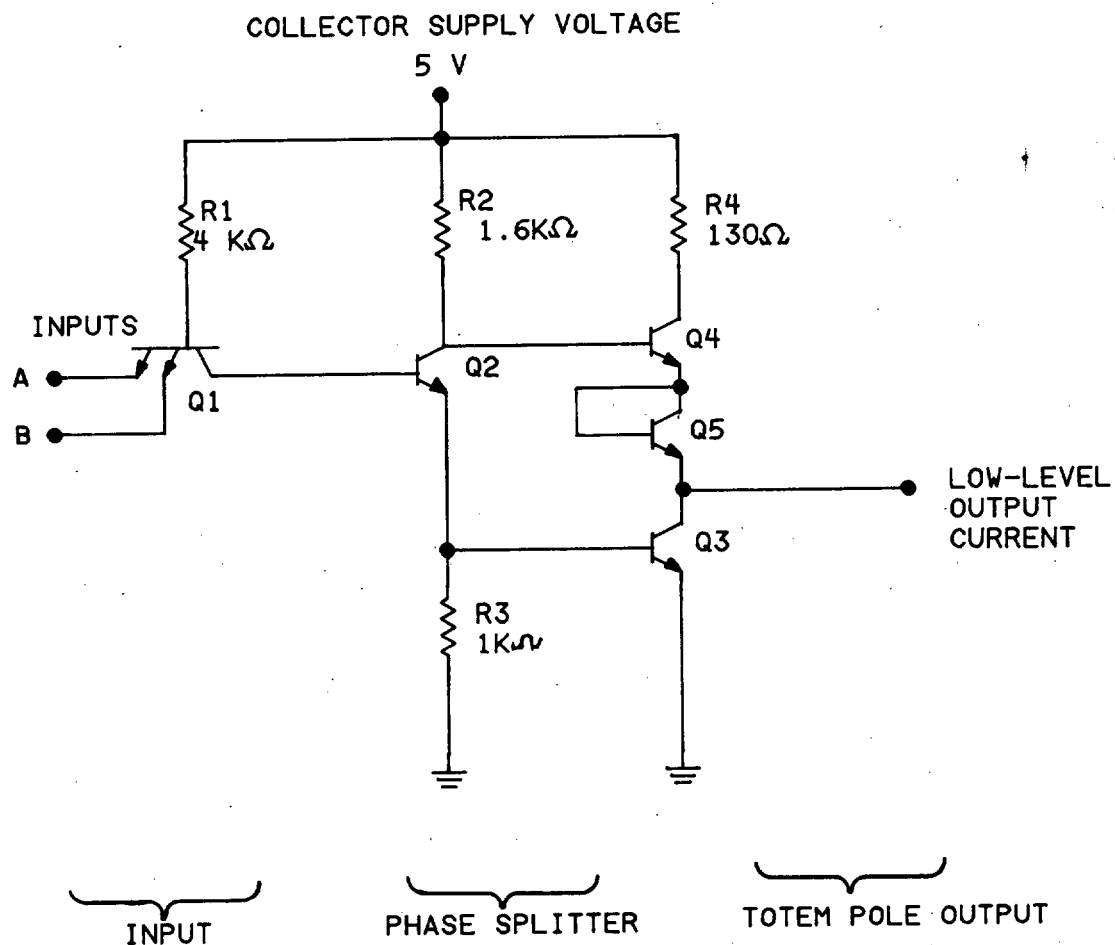 COLLECTOR SUPPLY VOLTAGE
5 V
R1
4 KΩ
R2
1.6KΩ
R4
130Ω
INPUTS
A
B
Q1
Q2
Q4
Q5
Q3
LOW-LEVEL
OUTPUT
CURRENT
R3
1KΩ
INPUT
PHASE SPLITTER
TOTEM POLE OUTPUT